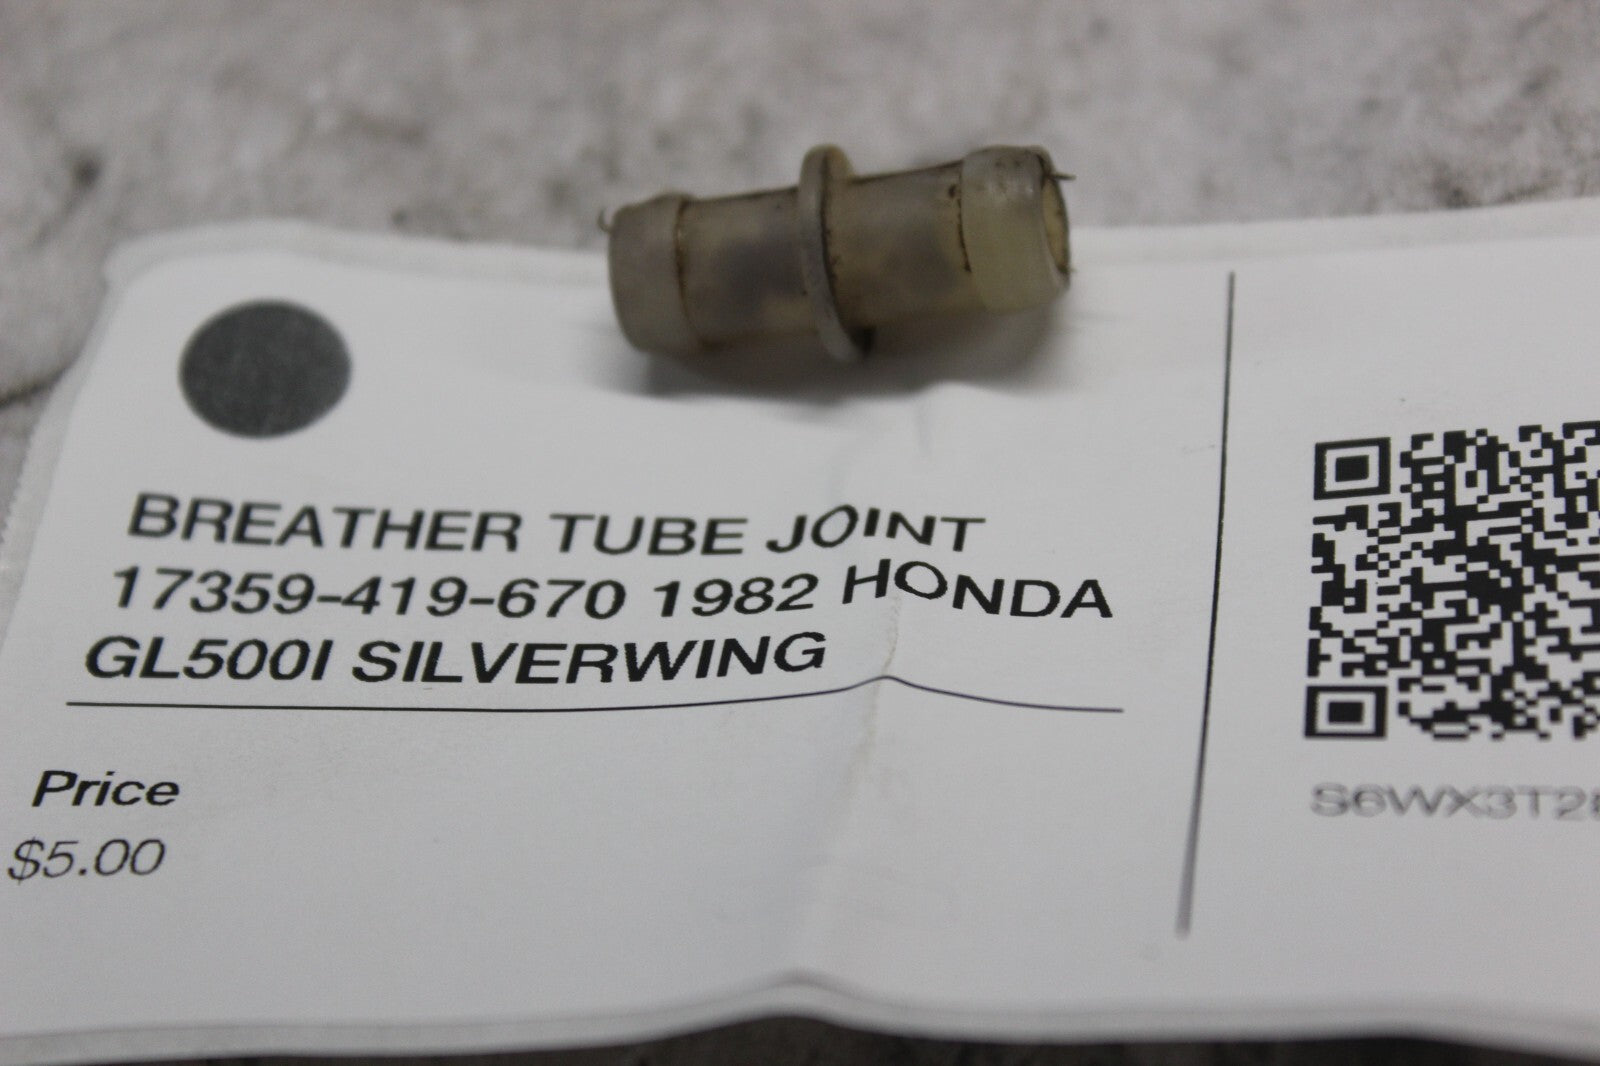 BREATHER TUBE JOINT
17359-419-670 1982 HONDA
GL500I SILVERWING
Price
$5.00